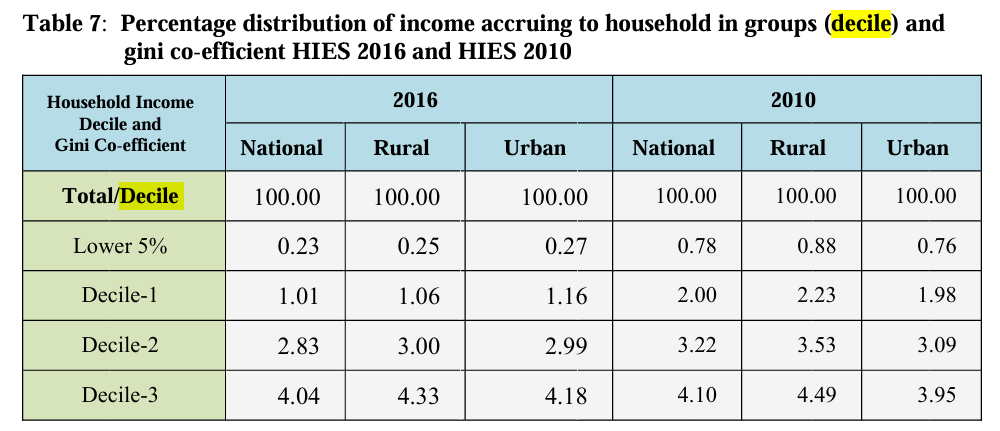 Table 7: Percentage distribution of income accruing to household in groups (decile) and
gini co-efficient HIES 2016 and HIES 2010
Household Income
Decile and
Gini Co-efficient
2016 2010
National Rural Urban National Rural Urban
Total/Decile 100.00 100.00 100.00 100.00 100.00 100.00
Lower 5% 0.23 0.25 0.27 0.78 0.88 0.76
Decile-1 1.01 1.06 1.16 2.00 2.23 1.98
Decile-2 2.83 3.00 2.99 3.22 3.53 3.09
Decile-3 4.04 4.33 4.18 4.10 4.49 3.95